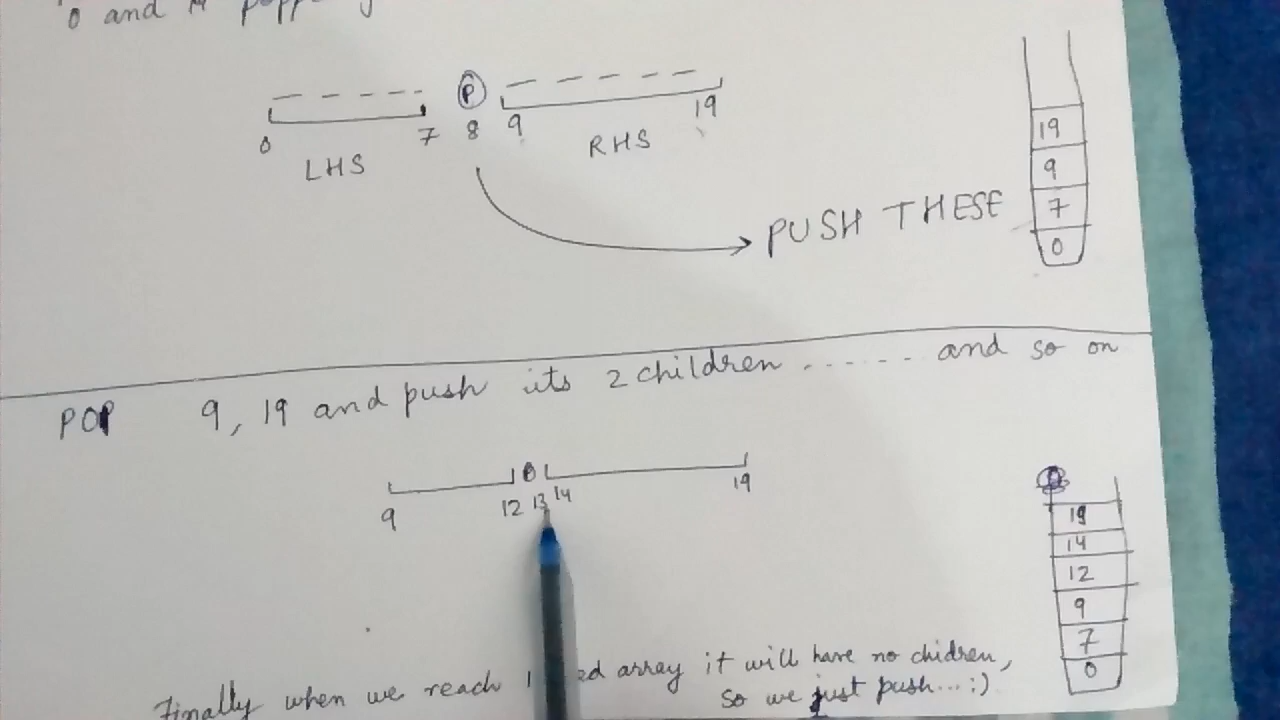 0 and
P
0 7 8 9 19
LHS RHS
PUSH THESE
19
9
7
0
POP 9, 19 and push its 2 children ...... and so on
9 12 13 14 19
19
14
12
9
7
0
Finally when we reach array it will have no chidren,
So we just push...:)